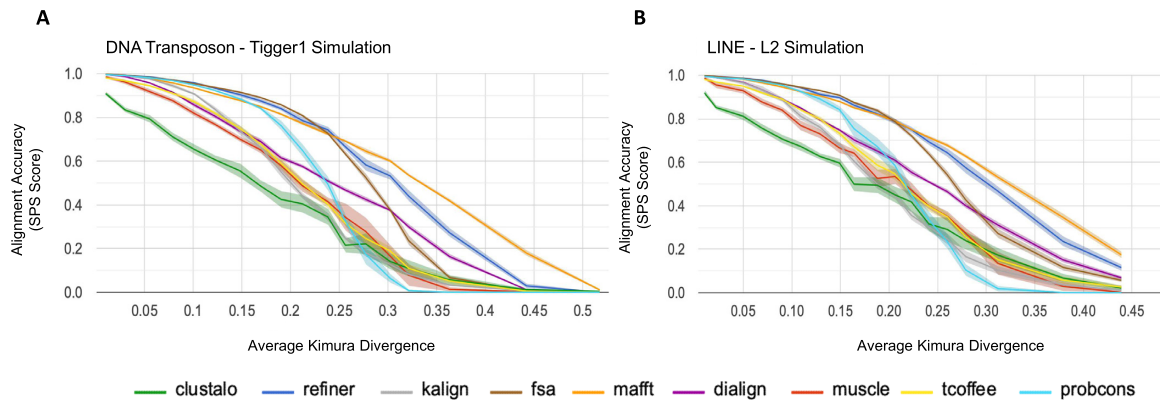 A
B
DNA Transposon - Tigger1 Simulation
LINE - L2 Simulation
Alignment Accuracy
(SPS Score)
1.0
0.8
0.6
0.4
0.2
0.0
0.05 0.1 0.15 0.2 0.25 0.3 0.35 0.4 0.45 0.5
Average Kimura Divergence
Alignment Accuracy
(SPS Score)
1.0
0.8
0.6
0.4
0.2
0.0
0.05 0.10 0.15 0.20 0.25 0.30 0.35 0.40 0.45
Average Kimura Divergence
clustalo refiner kalign fsa mafft dialign muscle tcoffee probcons